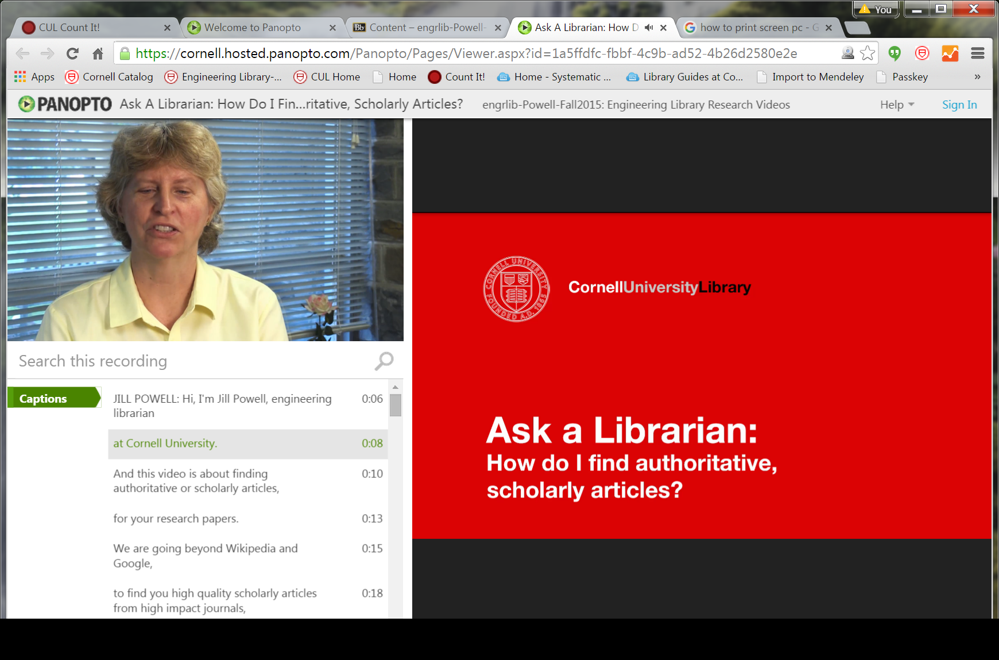 You
CUL Count It!
Welcome to Panopto
Bb Content – engrlib-Powell-
Ask A Librarian: How D
how to print screen pc - G
https://cornell.hosted.panopto.com/Panopto/Pages/Viewer.aspx?id=1a5ffdfc-fbbf-4c9b-ad52-4b26d2580e2e
Apps
Cornell Catalog
Engineering Library-...
CUL Home
Home
Count It!
Home - Systematic ...
Library Guides at Co...
Import to Mendeley
Passkey
»
PANOPTO
Ask A Librarian: How Do I Fin...ritative, Scholarly Articles?
engrlib-Powell-Fall2015: Engineering Library Research Videos
Help
Sign In
Search this recording
Captions
JILL POWELL: Hi, I'm Jill Powell, engineering 0:06
librarian
at Cornell University. 0:08
And this video is about finding 0:10
authoritative or scholarly articles,
for your research papers. 0:13
We are going beyond Wikipedia and 0:15
Google,
to find you high quality scholarly articles 0:18
from high impact journals,
CORNELL UNIVERSITY
FOUNDED A.D. 1865
CornellUniversityLibrary
Ask a Librarian:
How do I find authoritative,
scholarly articles?